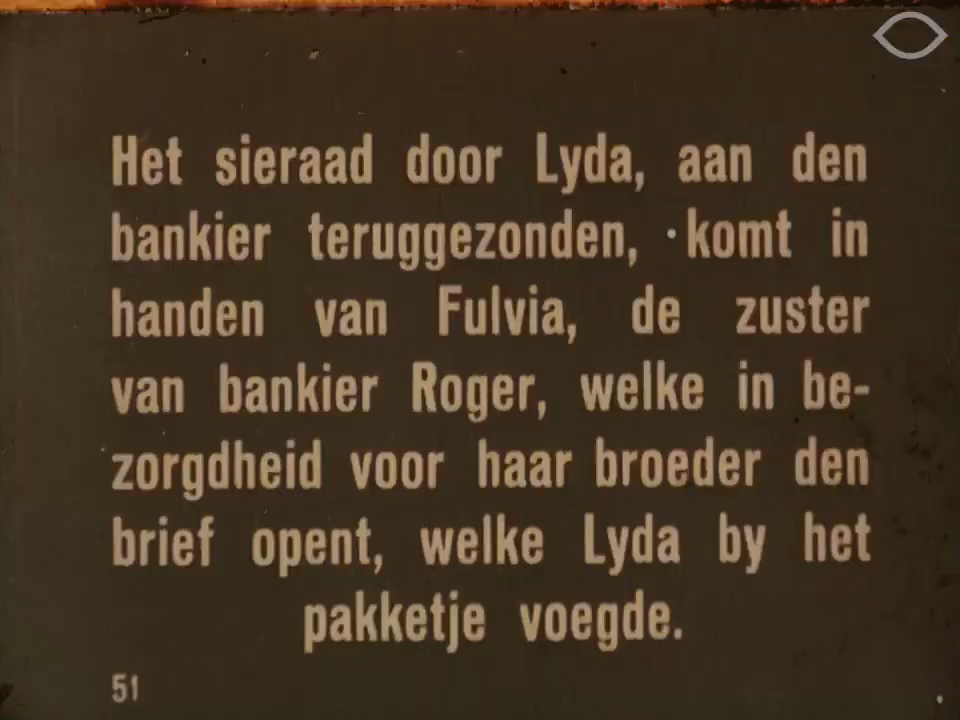 Het sieraad door Lyda, aan den
bankier teruggezonden, komt in
handen van Fulvia, de zuster
van bankier Roger, welke in be-
zorgdheid voor haar broeder den
brief opent, welke Lyda by het
pakketje voegde.
51